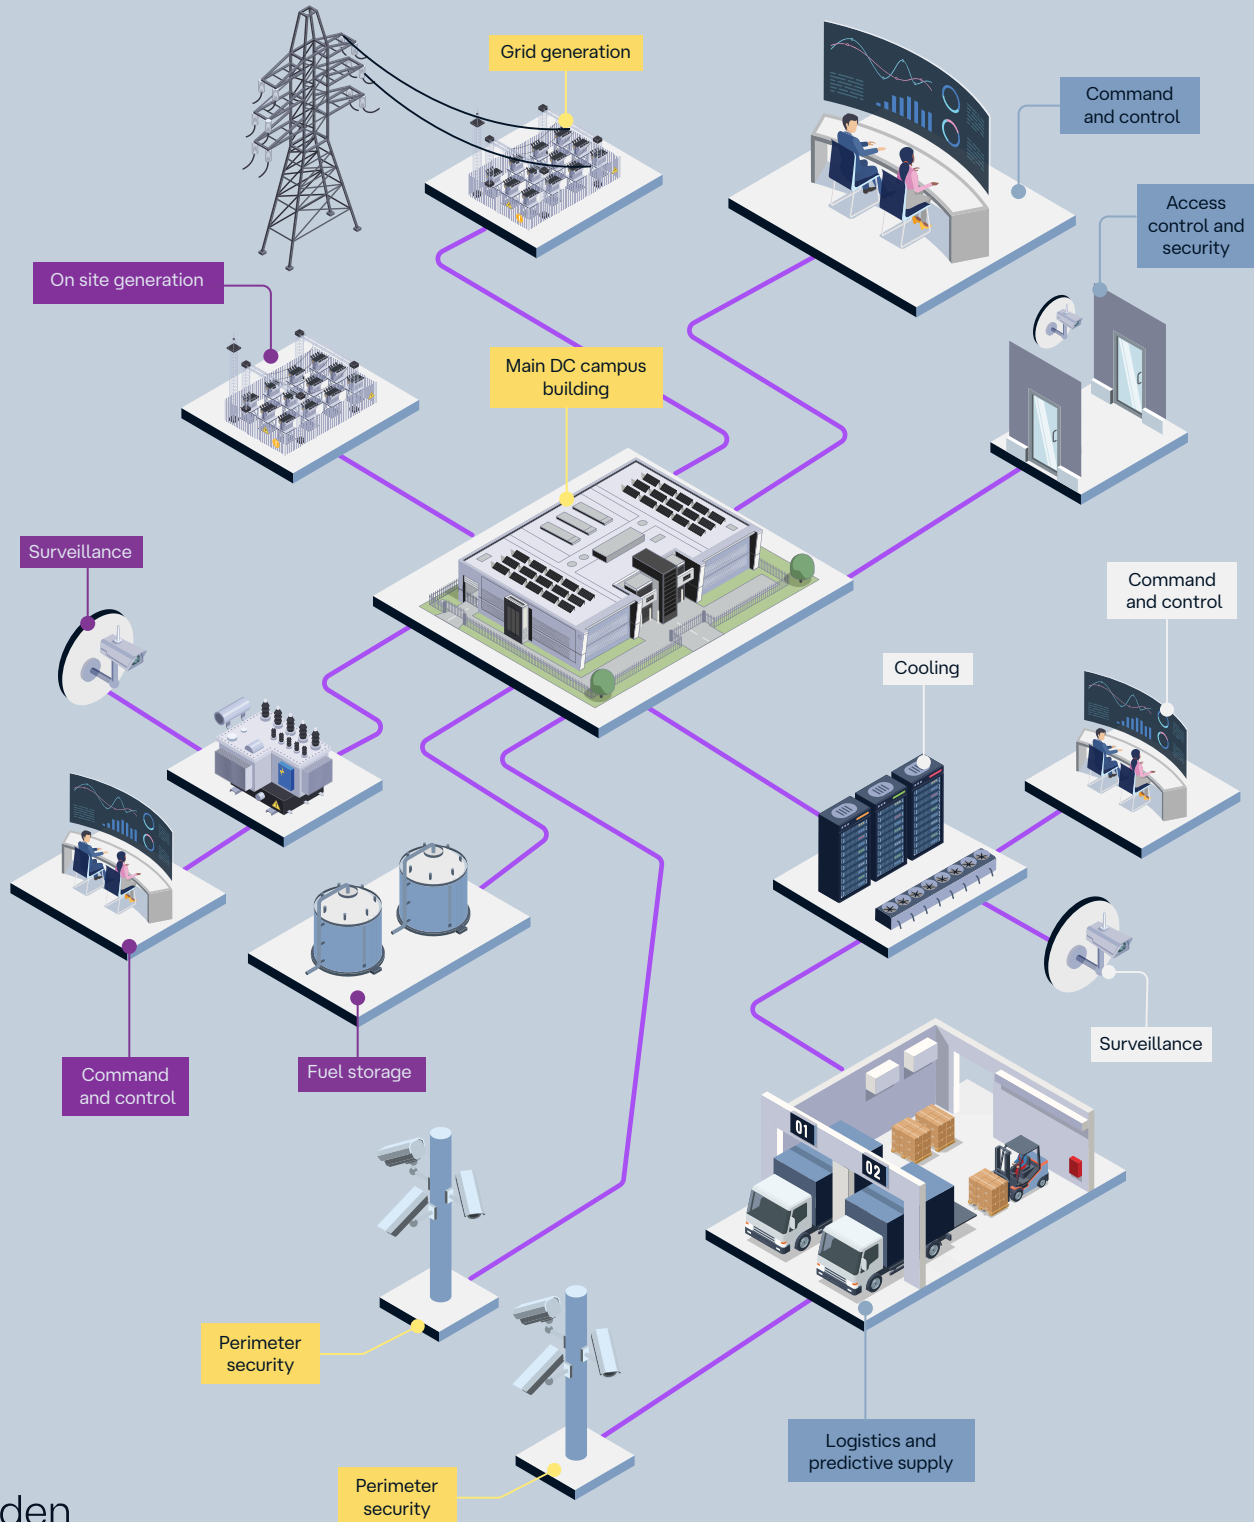 Grid generation
Command
and control
Access
control and
security
On site generation
Main DC campus
building
Surveillance
Command
and control
Cooling
Surveillance
Command
and control
Fuel storage
01
02
Perimeter
security
Logistics and
predictive supply
Perimeter
security
den